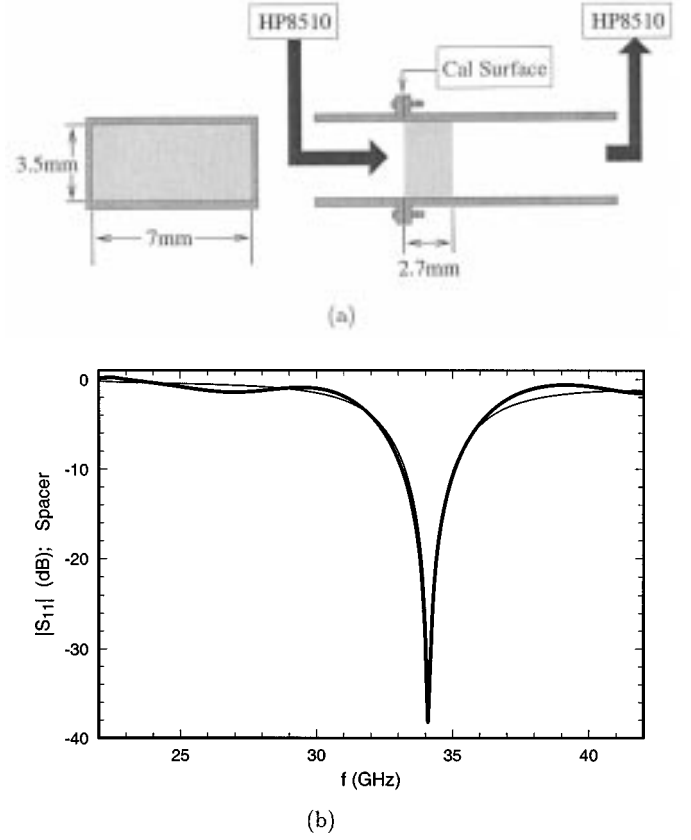 HP8510
HP8510
Cal Surface
3.5mm
7mm
2.7mm
(a)
0
-10
-20
-30
-40
|S11| (dB); Spacer
25
30
35
40
f (GHz)
(b)